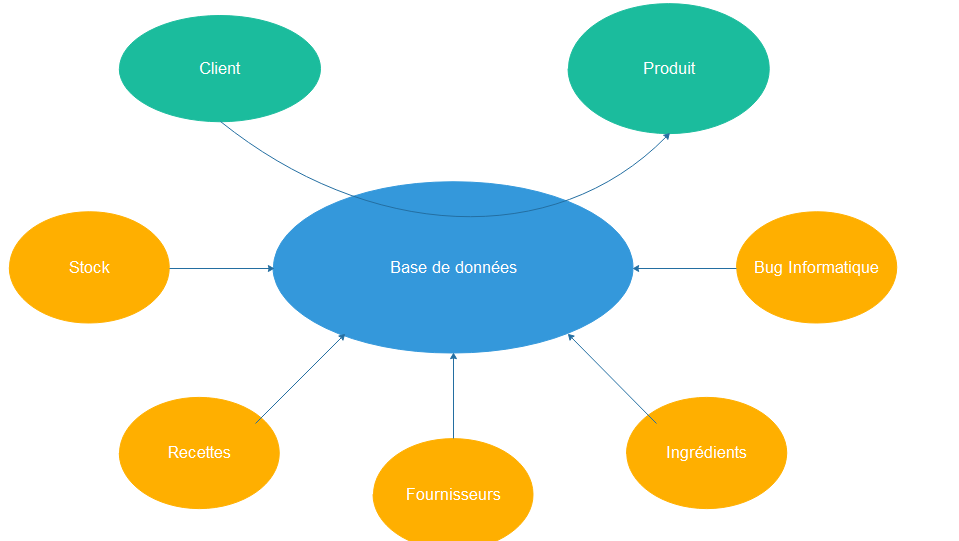 Client
Produit
Stock
Base de données
Bug Informatique
Recettes
Fournisseurs
Ingrédients